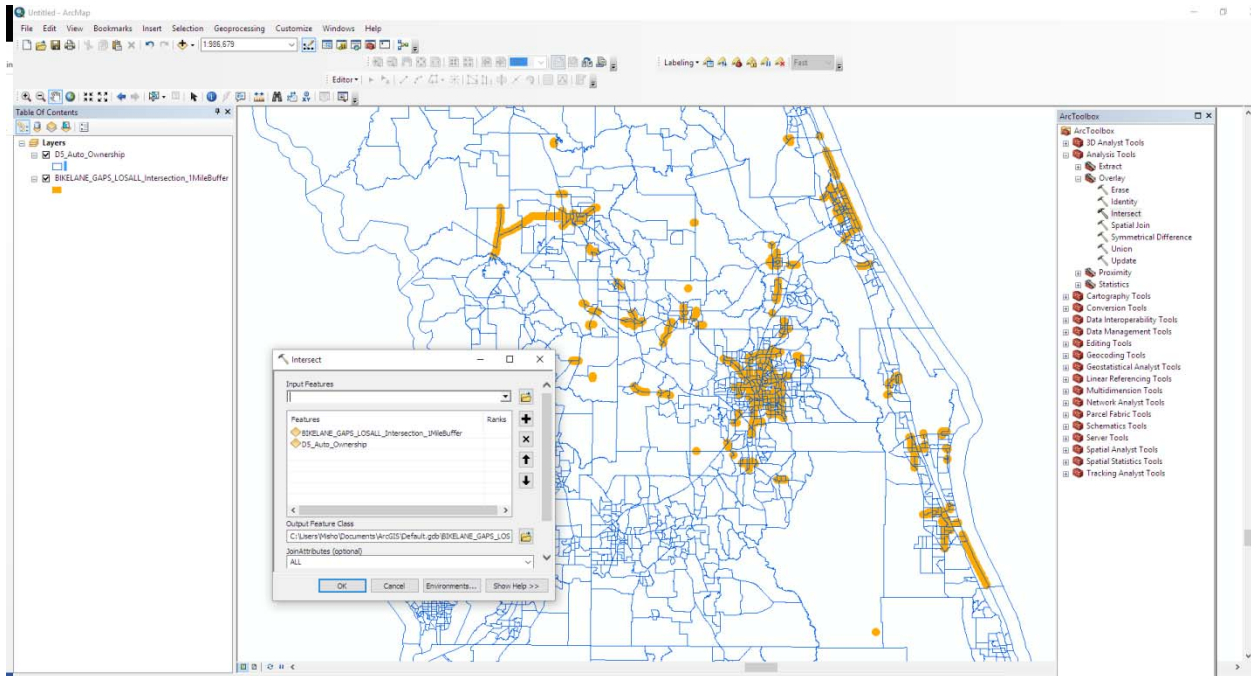 Untitled - ArcMap
File Edit View Bookmarks Insert Selection Geoprocessing Customize Windows Help
1:986,679
Labeling
Fast
Editor
Table Of Contents
Layers
D5_Auto_Ownership
BIKELANE_GAPS_LOSALL_Intersection_1MileBuffer
Intersect
Input Features
Features Ranks
BIKELANE_GAPS_LOSALL_Intersection_1MileBuffer
D5_Auto_Ownership
Output Feature Class
C:\Users\Misho\Documents\ArcGIS\Default.gdb\BIKELANE_GAPS_LOS
JoinAttributes (optional)
ALL
OK Cancel Environments... Show Help >>
ArcToolbox
ArcToolbox
3D Analyst Tools
Analysis Tools
Extract
Overlay
Erase
Identity
Intersect
Spatial Join
Symmetrical Difference
Union
Update
Proximity
Statistics
Cartography Tools
Conversion Tools
Data Interoperability Tools
Data Management Tools
Editing Tools
Geocoding Tools
Geostatistical Analyst Tools
Linear Referencing Tools
Multidimension Tools
Network Analyst Tools
Parcel Fabric Tools
Schematics Tools
Server Tools
Spatial Analyst Tools
Spatial Statistics Tools
Tracking Analyst Tools